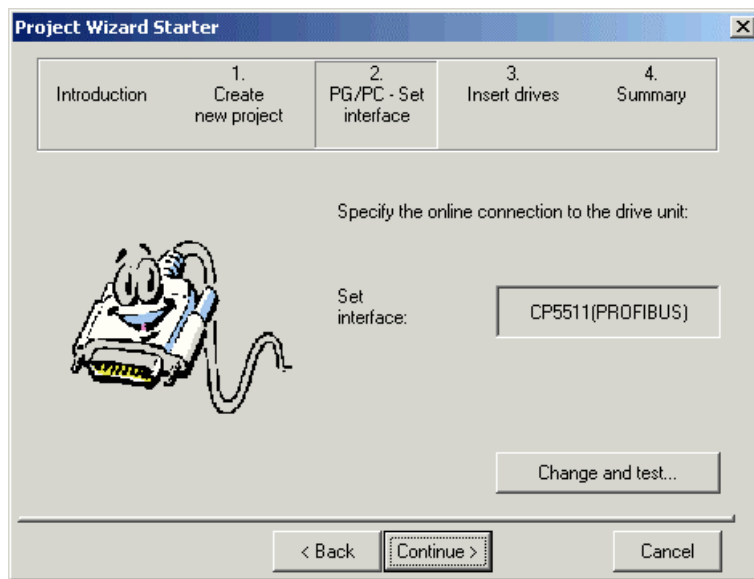 Project Wizard Starter
Introduction
1.
Create
new project
2.
PG/PC - Set
interface
3.
Insert drives
4.
Summary
Specify the online connection to the drive unit:
Set
interface:
CP5511(PROFIBUS)
Change and test...
< Back
Continue >
Cancel